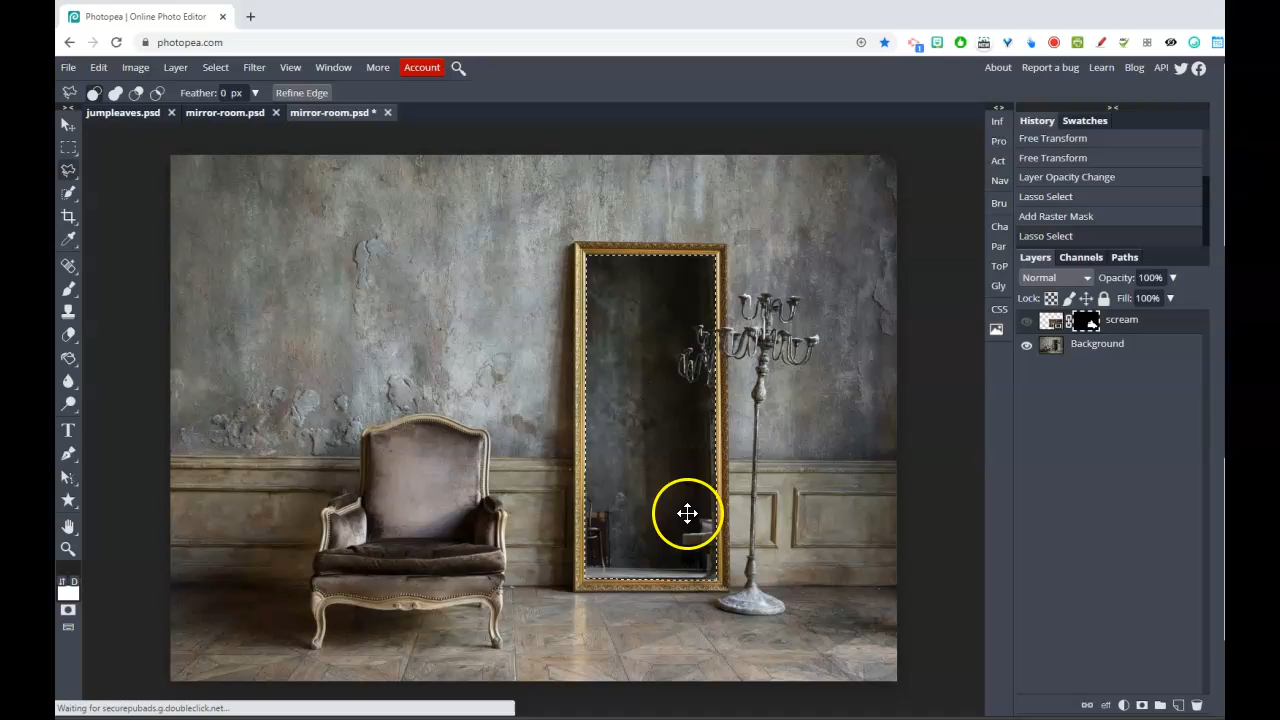 Photopea | Online Photo Editor
photopea.com
File Edit Image Layer Select Filter View Window More Account
About Report a bug Learn Blog API
Feather: 0 px Refine Edge
jumpleaves.psd mirror-room.psd mirror-room.psd *
Inf
Pro
Act
Nav
Bru
Cha
Par
ToP
Gly
CSS
History Swatches
Free Transform
Free Transform
Layer Opacity Change
Lasso Select
Add Raster Mask
Lasso Select
Layers Channels Paths
Normal Opacity: 100%
Lock: Fill: 100%
scream
Background
D
Waiting for securepubads.g.doubleclick.net...